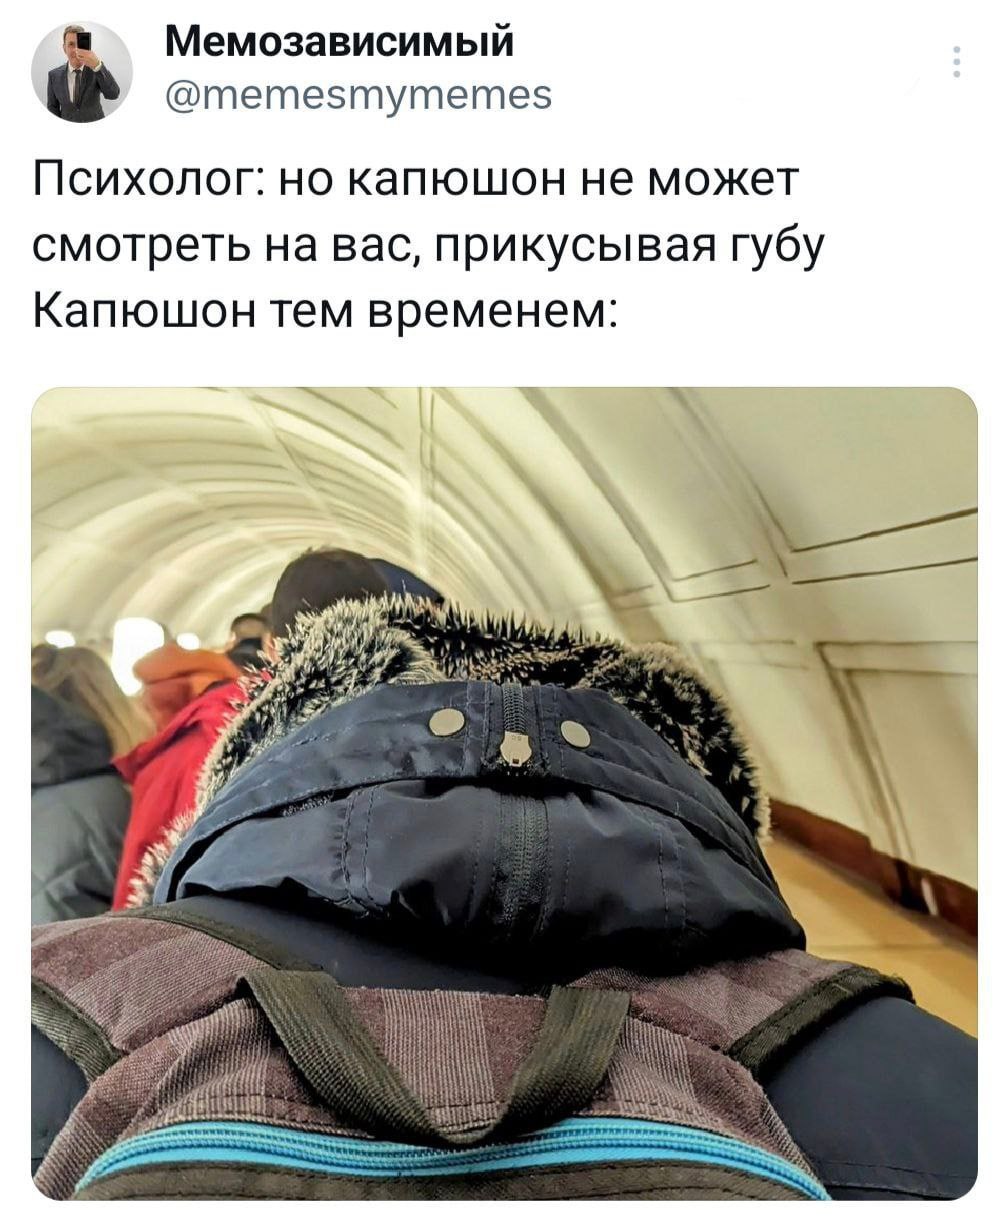 Мемозависимый
@memesmymemes
Психолог: но капюшон не может
смотреть на вас, прикусывая губу
Капюшон тем временем: